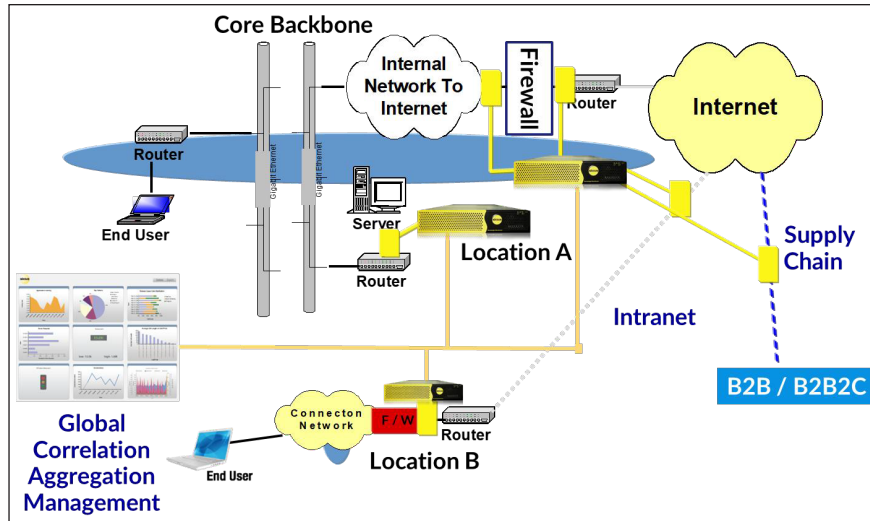 Core Backbone
Internal
Network To
Internet
Firewall
Router
Internet
Router
Gigabit Ethernet
Gigabit Ethernet
End User
Server
Router
Location A
Supply
Chain
Intranet
B2B / B2B2C
Global
Correlation
Aggregation
Management
Connecton
Network
F / W
Router
End User
Location B